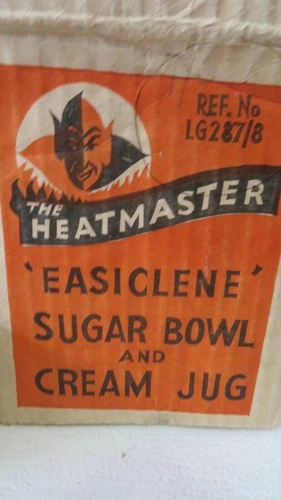 REF. No
LG287/8
THE
HEATMASTER
'EASICLENE'
SUGAR BOWL
AND
CREAM JUG